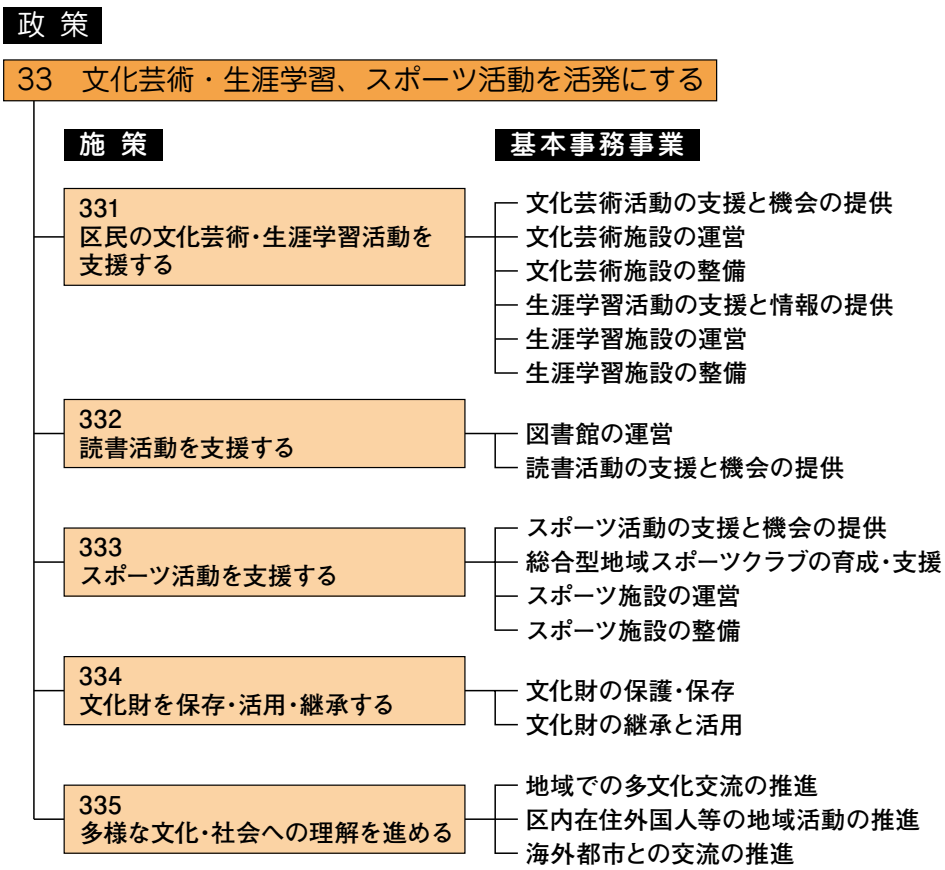 政 策
33 文化芸術・生涯学習、スポーツ活動を活発にする
施 策
基本事務事業
331
区民の文化芸術・生涯学習活動を
支援する
文化芸術活動の支援と機会の提供
文化芸術施設の運営
文化芸術施設の整備
生涯学習活動の支援と情報の提供
生涯学習施設の運営
生涯学習施設の整備
332
読書活動を支援する
図書館の運営
読書活動の支援と機会の提供
333
スポーツ活動を支援する
スポーツ活動の支援と機会の提供
総合型地域スポーツクラブの育成・支援
スポーツ施設の運営
スポーツ施設の整備
334
文化財を保存・活用・継承する
文化財の保護・保存
文化財の継承と活用
335
多様な文化・社会への理解を進める
地域での多文化交流の推進
区内在住外国人等の地域活動の推進
海外都市との交流の推進